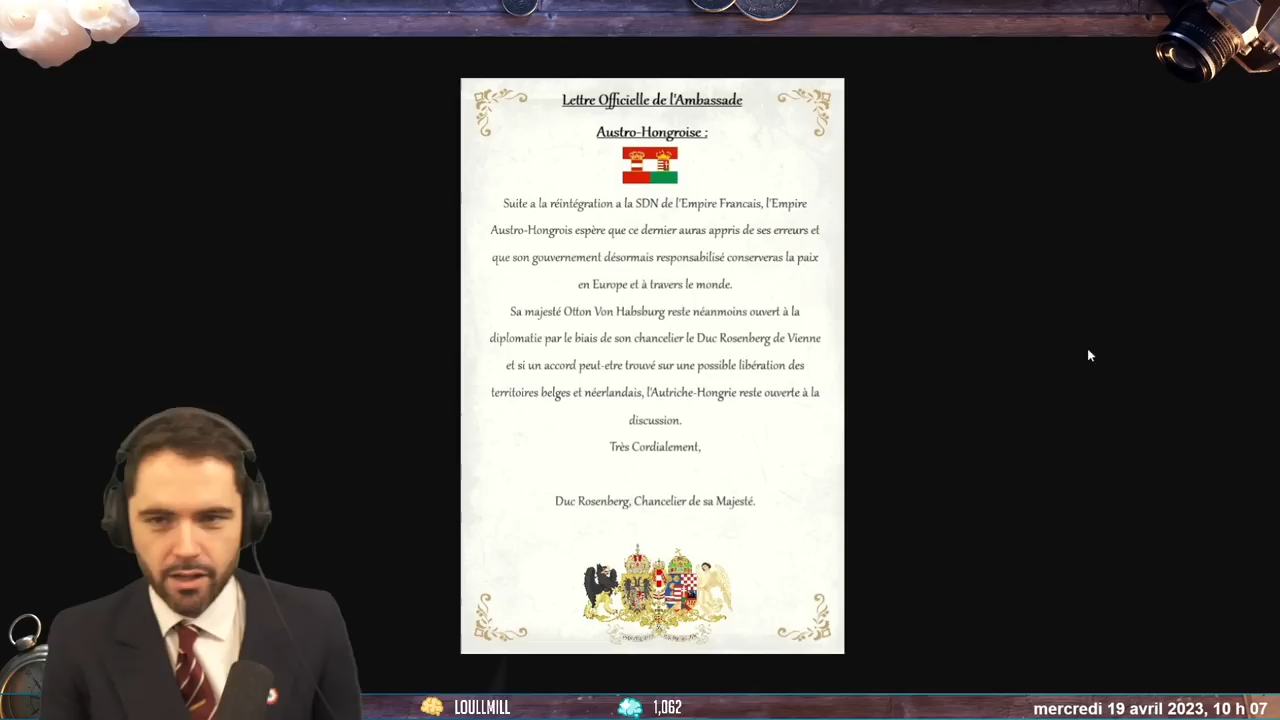 Lettre Officielle de l'Ambassade
Austro-Hongroise :
Suite a la réintégration a la SDN de l'Empire Francais, l'Empire
Austro-Hongrois espère que ce dernier auras appris de ses erreurs et
que son gouvernement désormais responsabilisé conserveras la paix
en Europe et à travers le monde.
Sa majesté Otton Von Habsburg reste néanmoins ouvert à la
diplomatie par le biais de son chancelier le Duc Rosenberg de Vienne
et si un accord peut-etre trouvé sur une possible libération des
territoires belges et néerlandais, l'Autriche-Hongrie reste ouverte à la
discussion.
Très Cordialement,
Duc Rosenberg, Chancelier de sa Majesté.
LOULLMILL
1,062
mercredi 19 avril 2023, 10 h 07